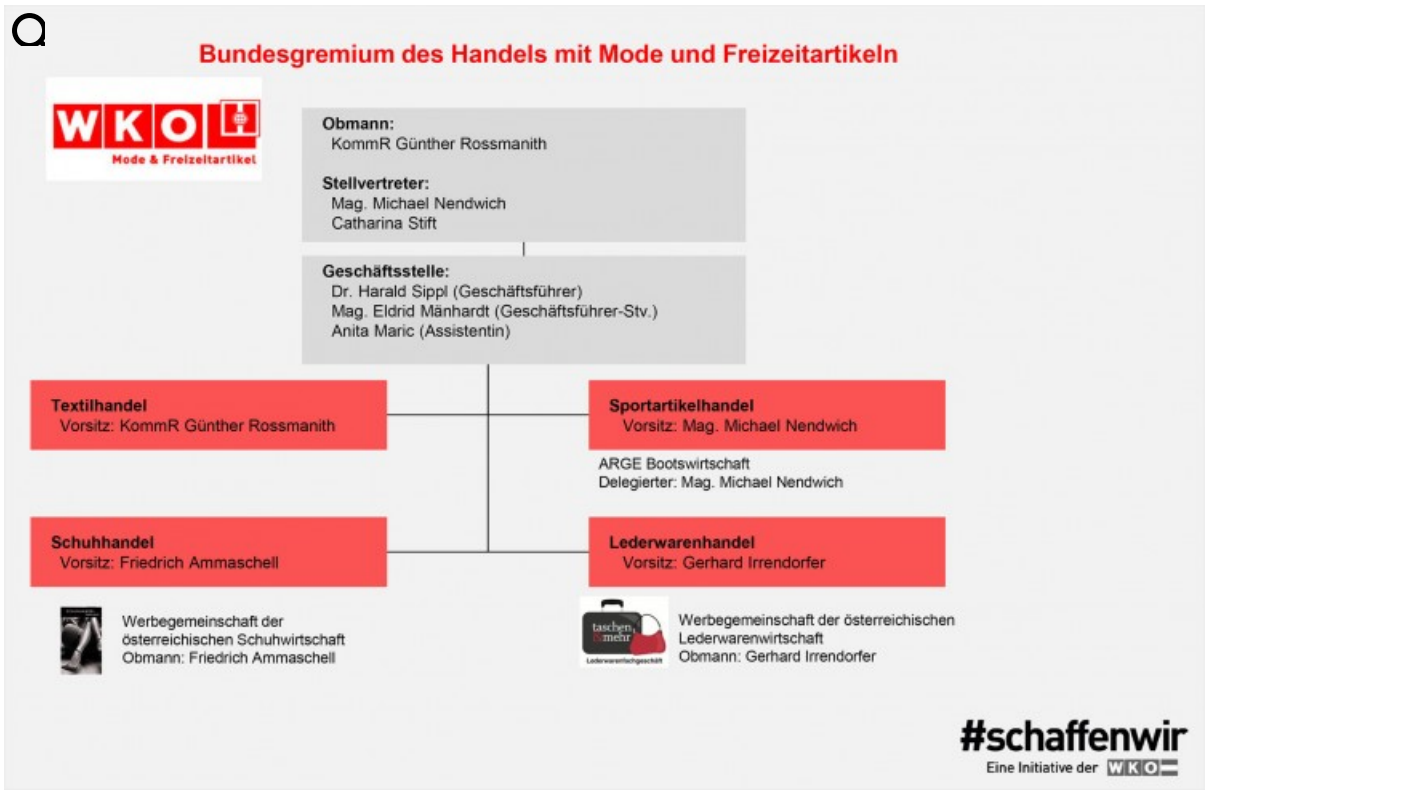 Bundesgremium des Handels mit Mode und Freizeitartikeln
WKO
Mode & Freizeitartikel
Obmann:
KommR Günther Rossmanith
Stellvertreter:
Mag. Michael Nendwich
Catharina Stift
Geschäftsstelle:
Dr. Harald Sippl (Geschäftsführer)
Mag. Eldrid Mänhardt (Geschäftsführer-Stv.)
Anita Maric (Assistentin)
Textilhandel
Vorsitz: KommR Günther Rossmanith
Sportartikelhandel
Vorsitz: Mag. Michael Nendwich
ARGE Bootswirtschaft
Delegierter: Mag. Michael Nendwich
Schuhhandel
Vorsitz: Friedrich Ammaschell
Lederwarenhandel
Vorsitz: Gerhard Irrendorfer
Werbegemeinschaft der
österreichischen Schuhwirtschaft
Obmann: Friedrich Ammaschell
taschen
&mehr
Lederwarenfachgeschäft
Werbegemeinschaft der österreichischen
Lederwarenwirtschaft
Obmann: Gerhard Irrendorfer
#schaffenwir
Eine Initiative der WKO